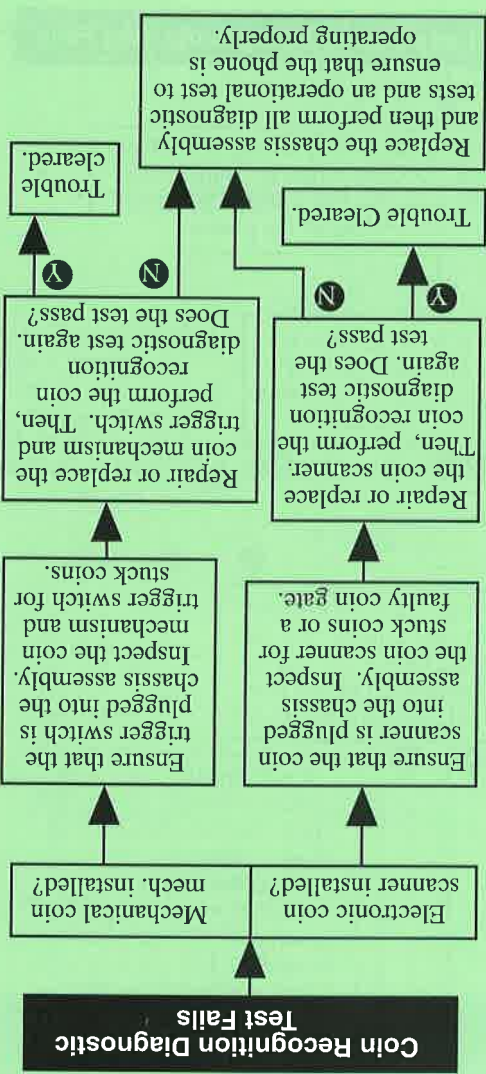 Coin Recognition Diagnostic
Test Fails
Electronic coin
scanner installed?
Mechanical coin
mech. installed?
Ensure that the coin
scanner is plugged
into the chassis
assembly. Inspect
the coin scanner for
stuck coins or a
faulty coin gate.
Ensure that the
trigger switch is
plugged into the
chassis assembly.
Inspect the coin
mechanism and
trigger switch for
stuck coins.
Repair or replace
the coin scanner.
Then, perform the
coin recognition
diagnostic test
again. Does the
test pass?
Repair or replace the
coin mechanism and
trigger switch. Then,
perform the coin
recognition
diagnostic test again.
Does the test pass?
Y
N
N
Y
Trouble Cleared.
Trouble
cleared.
Replace the chassis assembly
and then perform all diagnostic
tests and an operational test to
ensure that the phone is
operating properly.